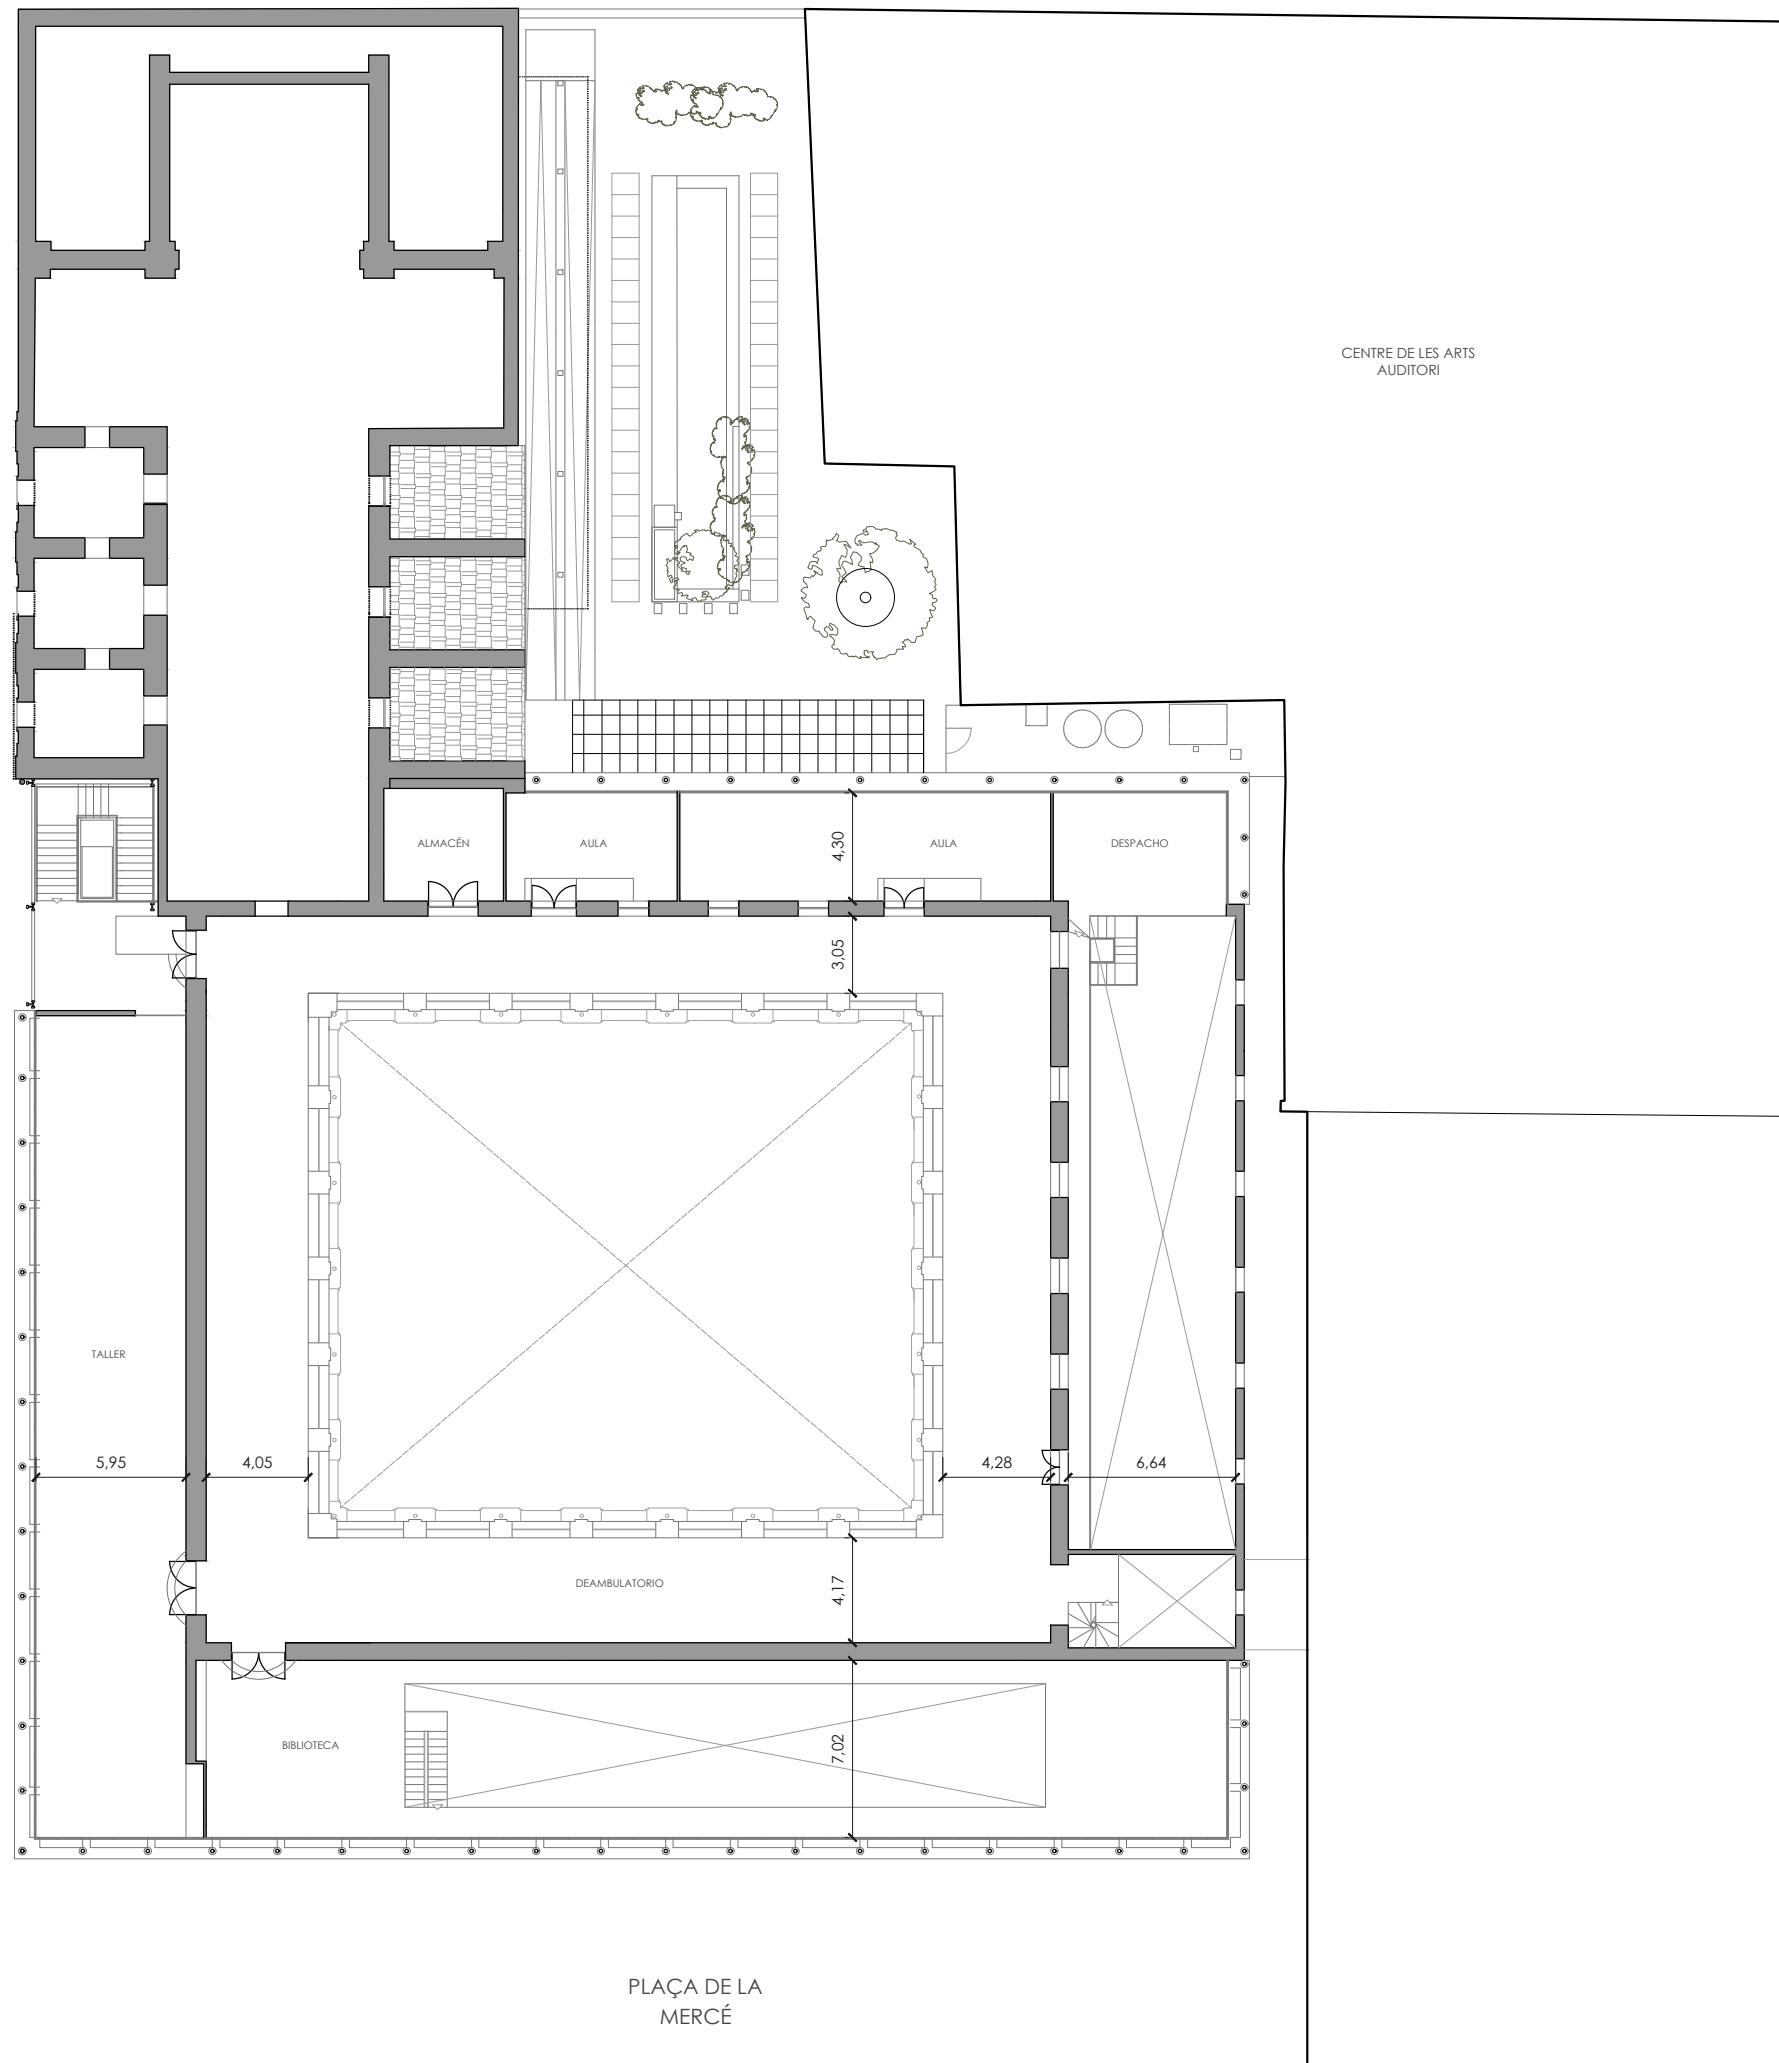 CENTRE DE LES ARTS
AUDITORI
ALMACÉN
AULA
4,30
AULA
DESPACHO
3,05
TALLER
5,95
4,05
4,28
6,64
DEAMBULATORIO
4,17
BIBLIOTECA
7,02
PLAÇA DE LA
MERCÉ